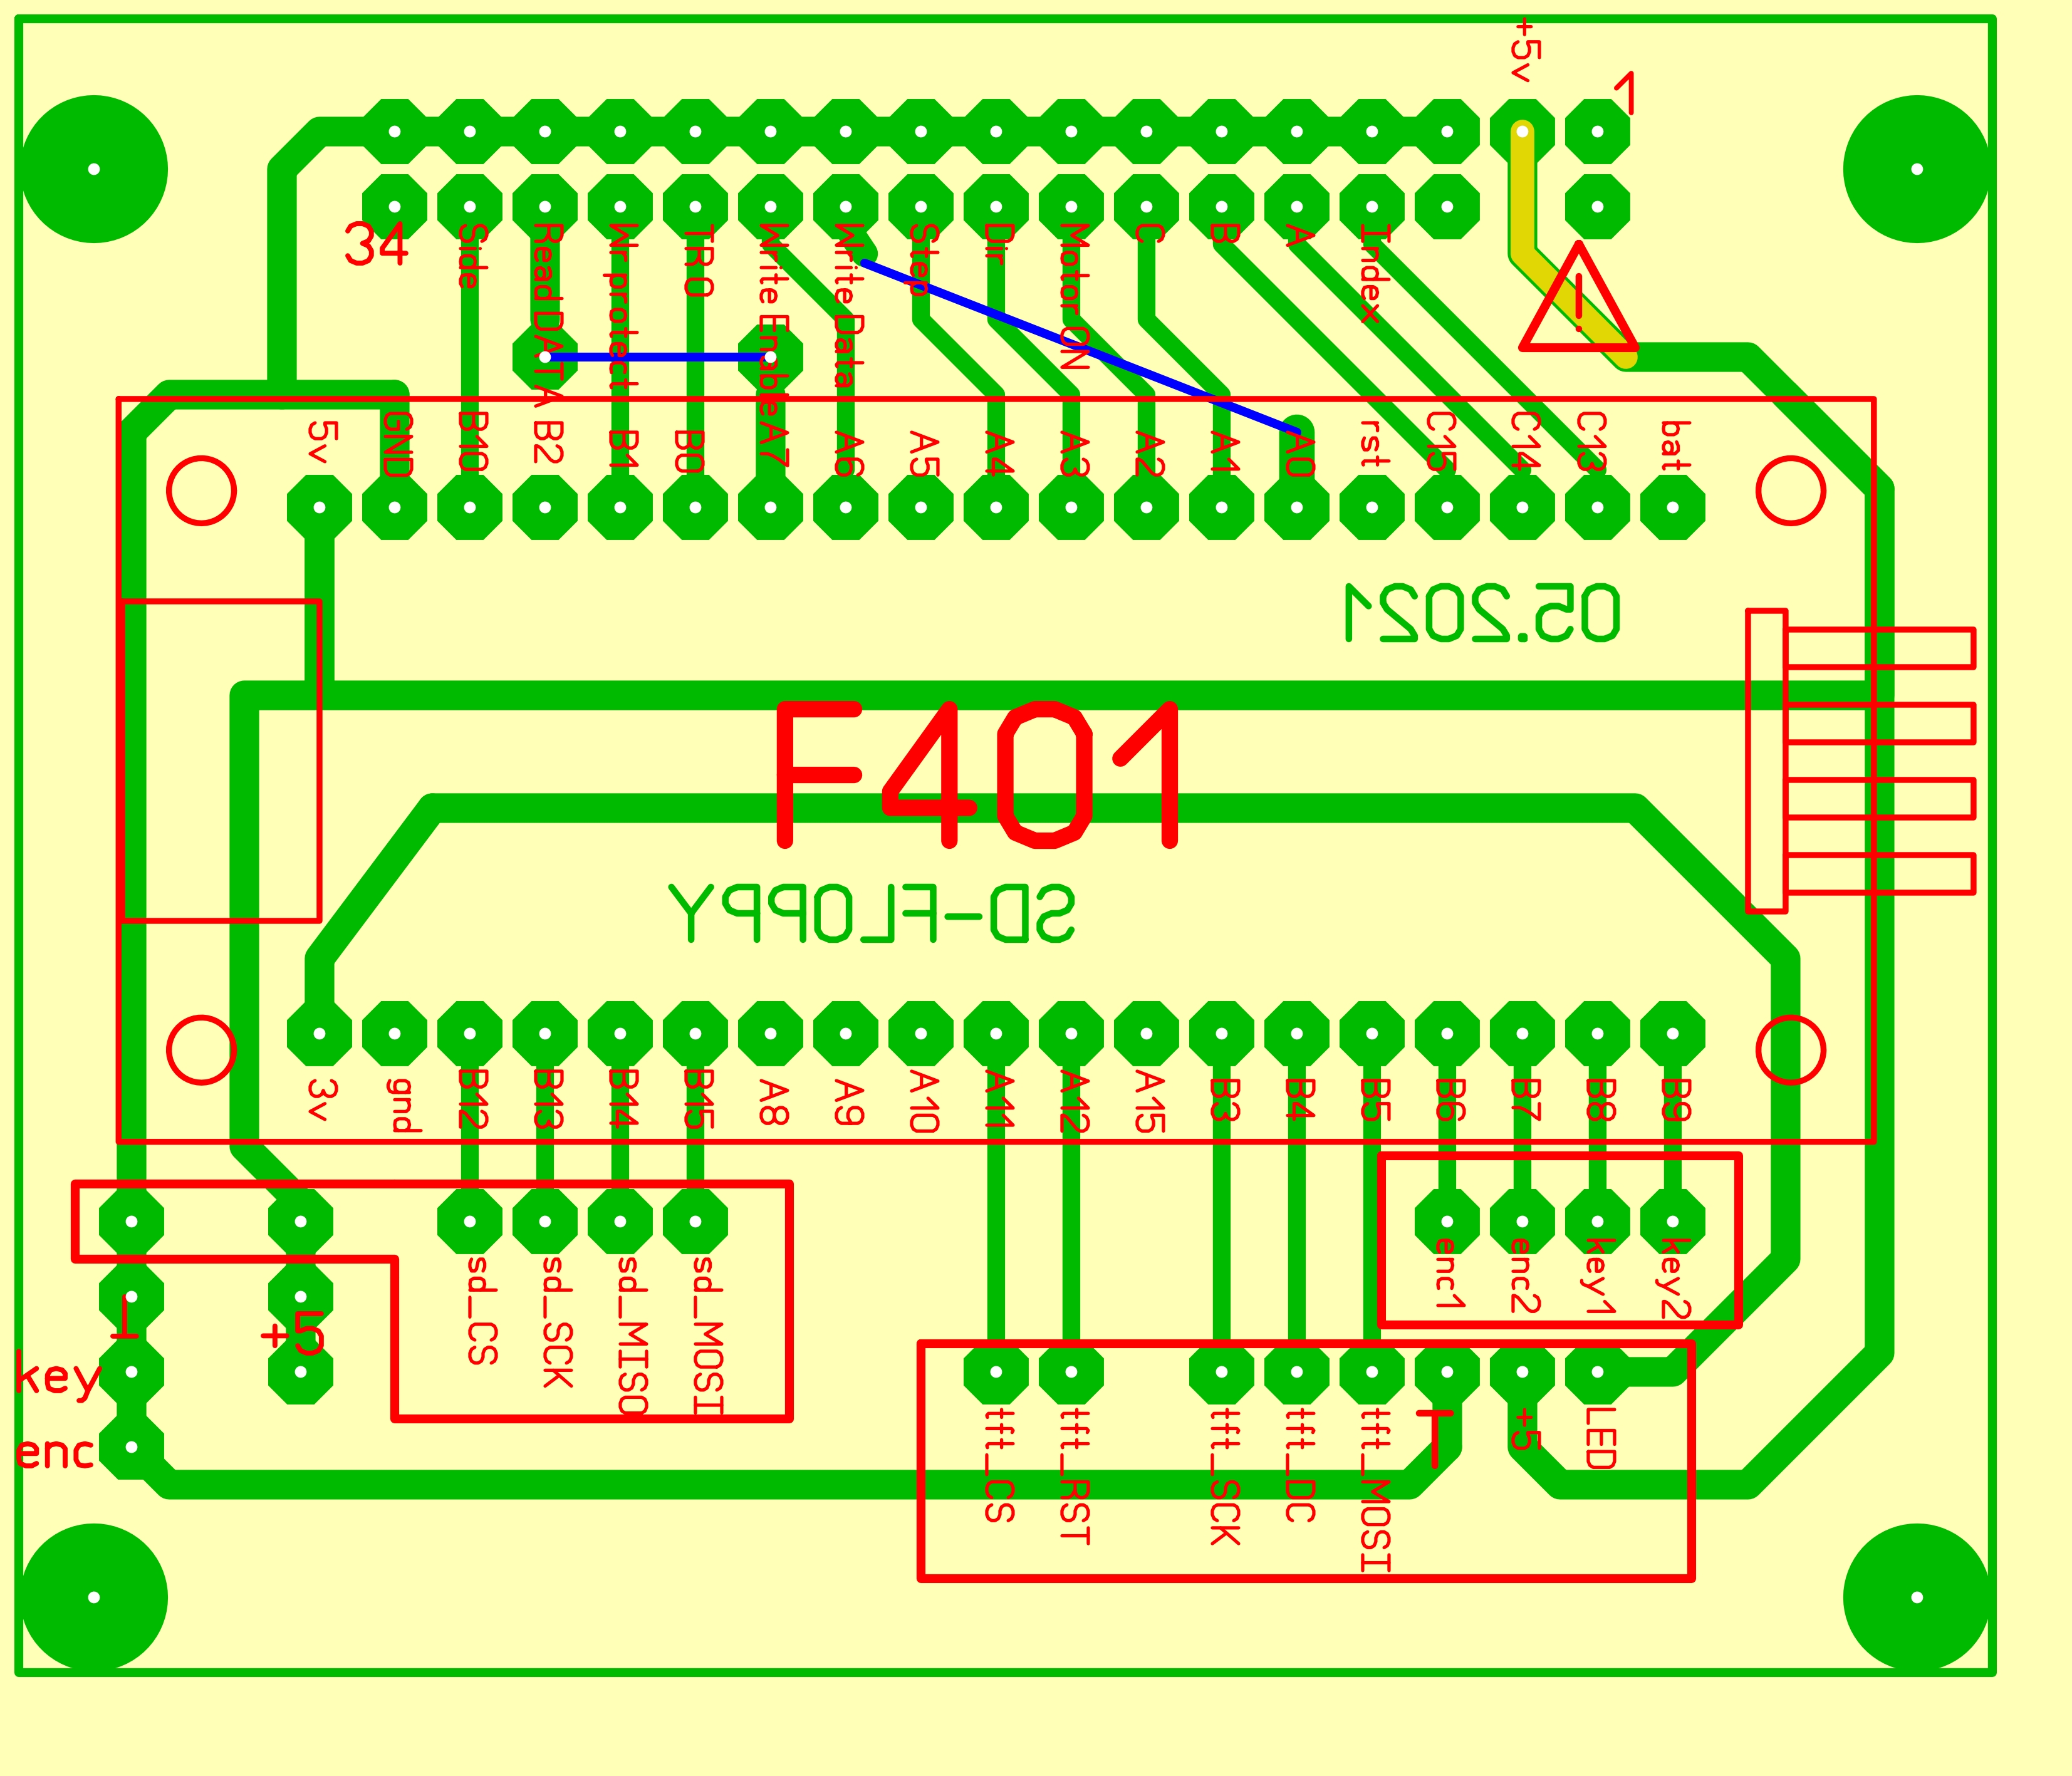 +5v
1
34
Side
Read DATA
Wr protect
TRO
Write Enable
Write Data
Step
Dir
Motor ON
C
B
A
Index
5v
GND
B10
B2
B1
B0
A7
A6
A5
A4
A3
A2
A1
A0
rst
C15
C14
C13
bat
05.2021
F401
SD-FLOPPY
3v
gnd
B12
B13
B14
B15
A8
A9
A10
A11
A12
A15
B3
B4
B5
B6
B7
B8
B9
+5
sd_CS
sd_SCK
sd_MISO
sd_MOSI
enc1
enc2
key1
key2
key
enc
tft_CS
tft_RST
tft_SCK
tft_DC
tft_MOSI
+5
LED